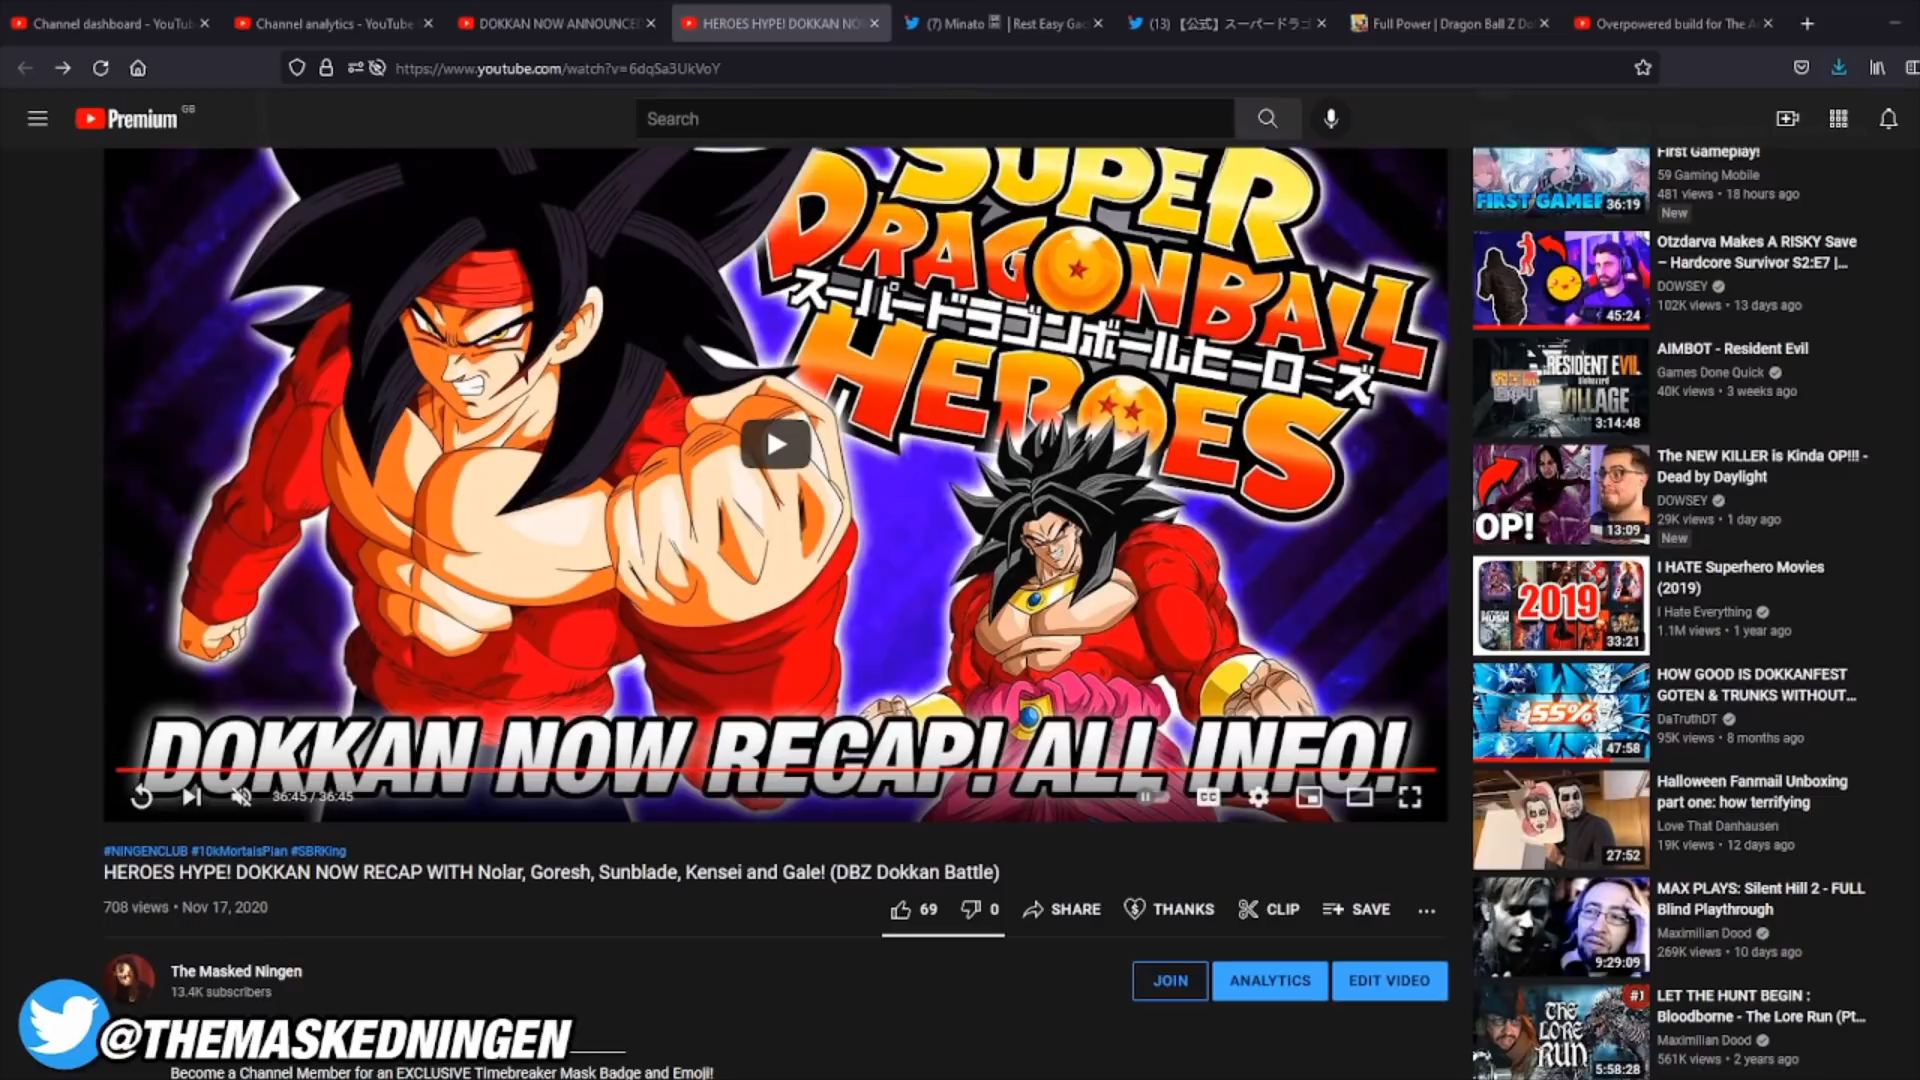 Channel dashboard - YouTub
Channel analytics - YouTube
DOKKAN NOW ANNOUNCED
HEROES HYPE! DOKKAN NO
(7) Minato | Rest Easy Gac
(13) 【公式】スーパードラゴ
Full Power | Dragon Ball Z Do
Overpowered build for The A
https://www.youtube.com/watch?v=6dqSa3UkVoY
Premium GB
Search
SUPER
DRAGONBALL
スーパードラゴンボールヒーローズ
HEROES
DOKKAN NOW RECAP! ALL INFO!
36:45 / 36:45
CC
#NINGENCLUB #10kMortalsPlan #SBRKing
HEROES HYPE! DOKKAN NOW RECAP WITH Nolar, Goresh, Sunblade, Kensei and Gale! (DBZ Dokkan Battle)
708 views • Nov 17, 2020
69 0 SHARE THANKS CLIP SAVE
The Masked Ningen
13.4K subscribers
JOIN ANALYTICS EDIT VIDEO
@THEMASKEDNINGEN
Become a Channel Member for an EXCLUSIVE Timebreaker Mask Badge and Emoji!
FIRST GAMEP
36:19
First Gameplay!
59 Gaming Mobile
481 views • 18 hours ago
New
45:24
Otzdarva Makes A RISKY Save
– Hardcore Survivor S2:E7 |...
DOWSEY
102K views • 13 days ago
RESIDENT EVIL
VILLAGE
3:14:48
AIMBOT - Resident Evil
Games Done Quick
40K views • 3 weeks ago
OP!
13:09
The NEW KILLER is Kinda OP!!! -
Dead by Daylight
DOWSEY
29K views • 1 day ago
New
2019
33:21
I HATE Superhero Movies
(2019)
I Hate Everything
1.1M views • 1 year ago
55%
47:58
HOW GOOD IS DOKKANFEST
GOTEN & TRUNKS WITHOUT...
DaTruthDT
95K views • 8 months ago
27:52
Halloween Fanmail Unboxing
part one: how terrifying
Love That Danhausen
19K views • 12 days ago
9:29:09
MAX PLAYS: Silent Hill 2 - FULL
Blind Playthrough
Maximilian Dood
269K views • 10 days ago
#1
THE
LORE
RUN
5:58:28
LET THE HUNT BEGIN :
Bloodborne - The Lore Run (Pt...
Maximilian Dood
561K views • 2 years ago